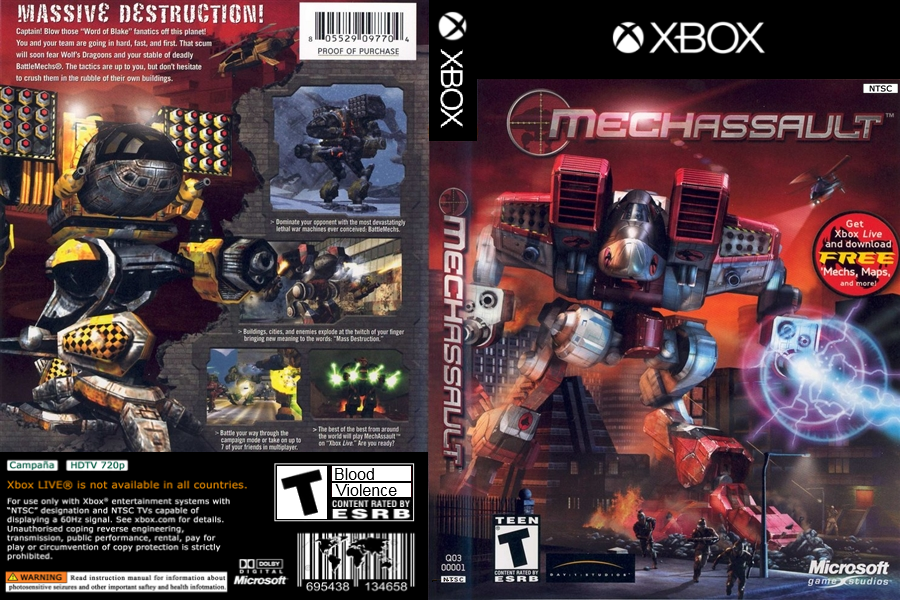 MASSIVE DESTRUCTION!
Captain! Blow those "Word of Blake" fanatics off this planet!
You and your team are going in hard, fast, and first. That scum
will soon fear Wolf's Dragoons and your stable of deadly
BattleMechs®. The tactics are up to you, but don't hesitate
to crush them in the rubble of their own buildings.
8 05529 09770 4
PROOF OF PURCHASE
> Dominate your opponent with the most devastatingly
lethal war machines ever conceived: BattleMechs.
> Buildings, cities, and enemies explode at the twitch of your finger
bringing new meaning to the words: "Mass Destruction."
> Battle your way through the
campaign mode or take on up to
7 of your friends in multiplayer.
> The best of the best from around
the world will play MechAssault™
on "Xbox Live." Are you ready?
Campaña
HDTV 720p
Xbox LIVE® is not available in all countries.
For use only with Xbox® entertainment systems with
"NTSC" designation and NTSC TVs capable of
displaying a 60Hz signal. See xbox.com for details.
Unauthorised coping reverse engineering,
transmission, public performance, rental, pay for
play or circumvention of copy protection is strictly
prohibited.
WARNING
Read instruction manual for information about
photosensitive seizures and other important saftey and health infotmation
T
Blood
Violence
CONTENT RATED BY
ESRB
DOLBY
DIGITAL
Microsoft
695438 134658
XBOX
MECHASSAULT
Q03
00001
N3SC
XBOX
NTSC
MECHASSAULT™
Get
Xbox Live
and download
FREE
'Mechs, Maps,
and more!
TEEN
T
CONTENT RATED BY
ESRB
DAY·1·STUDIOS
Microsoft
game studios